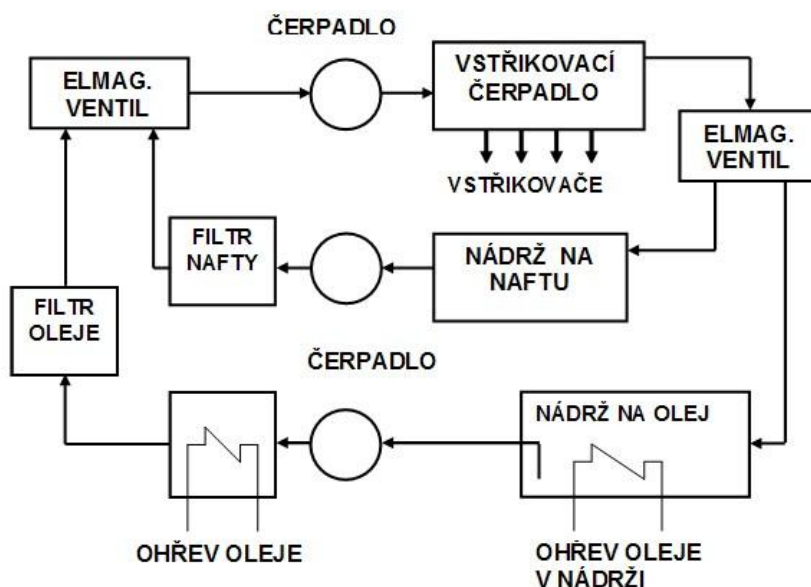 ČERPADLO
ELMAG.
VENTIL
VSTŘIKOVACÍ
ČERPADLO
ELMAG.
VENTIL
VSTŘIKOVAČE
FILTR
NAFTY
NÁDRŽ NA
NAFTU
FILTR
OLEJE
ČERPADLO
NÁDRŽ NA OLEJ
OHŘEV OLEJE
OHŘEV OLEJE
V NÁDRŽI